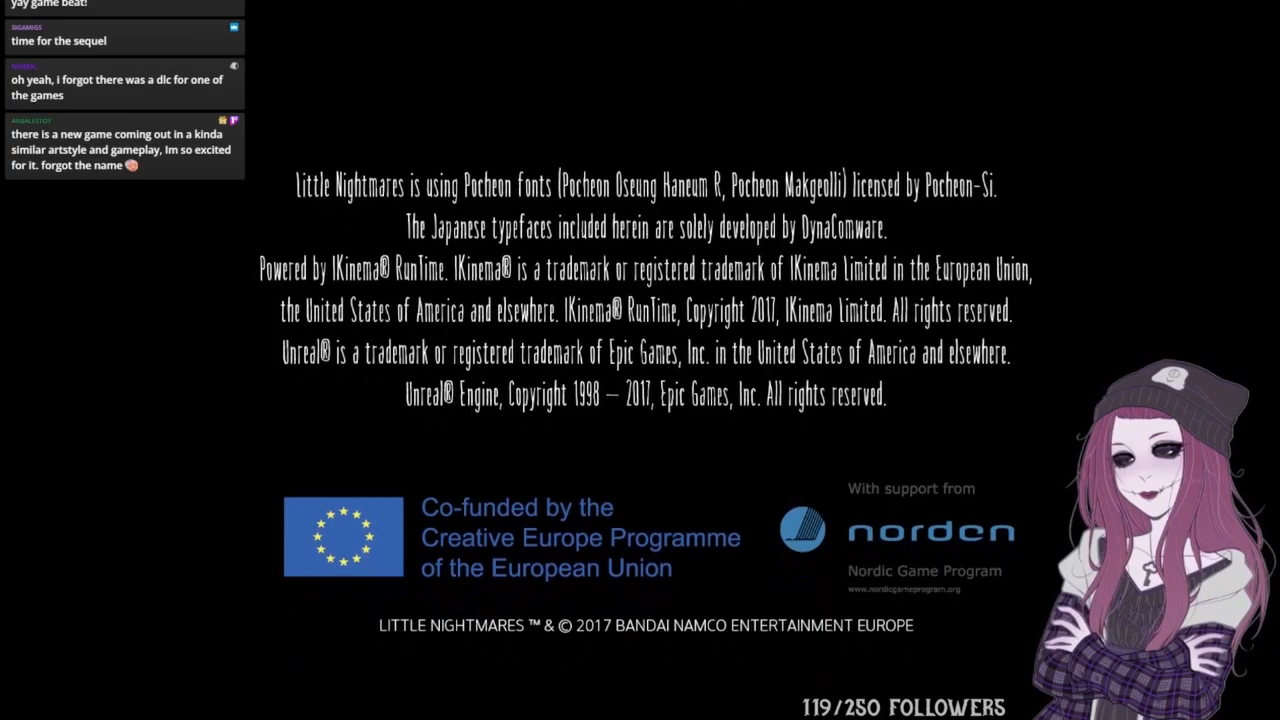 yay game beat!
SIGAMIGS
time for the sequel
oh yeah, i forgot there was a dlc for one of
the games
there is a new game coming out in a kinda
similar artstyle and gameplay, Im so excited
for it. forgot the name
Little Nightmares is using Pocheon fonts (Pocheon Oseung Haneum R, Pocheon Makgeolli) licensed by Pocheon-Si.
The Japanese typefaces included herein are solely developed by DynaComware.
Powered by IKinema® RunTime. IKinema® is a trademark or registered trademark of IKinema Limited in the European Union,
the United States of America and elsewhere. IKinema® RunTime, Copyright 2017, IKinema Limited. All rights reserved.
Unreal® is a trademark or registered trademark of Epic Games, Inc. in the United States of America and elsewhere.
Unreal® Engine, Copyright 1998 – 2017, Epic Games, Inc. All rights reserved.
Co-funded by the
Creative Europe Programme
of the European Union
With support from
norden
Nordic Game Program
www.nordicgameprogram.org
LITTLE NIGHTMARES ™ & © 2017 BANDAI NAMCO ENTERTAINMENT EUROPE
119/250 FOLLOWERS